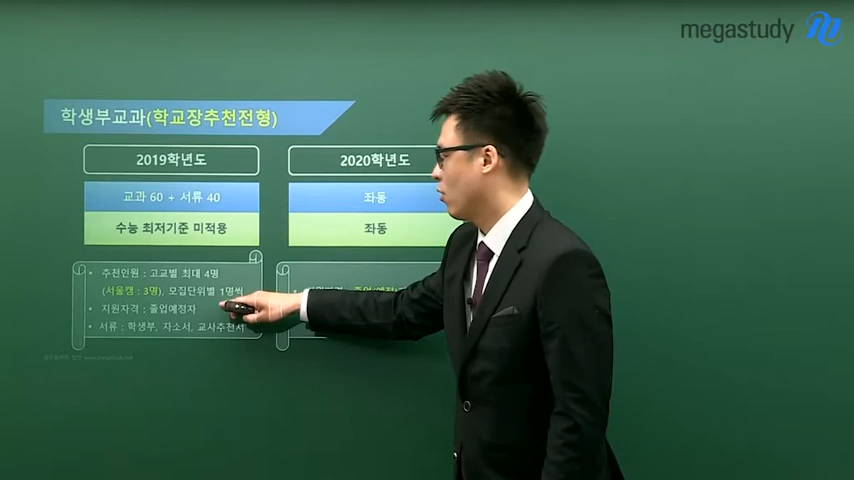 megastudy
학생부교과(학교장추천전형)
2019학년도
2020학년도
교과 60 + 서류 40
좌동
수능 최저기준 미적용
좌동
• 추천인원 : 고교별 최대 4명
(서울캠 : 3명), 모집단위별 1명씩
• 지원자격 : 졸업예정자
• 서류 : 학생부, 자소서, 교사추천서